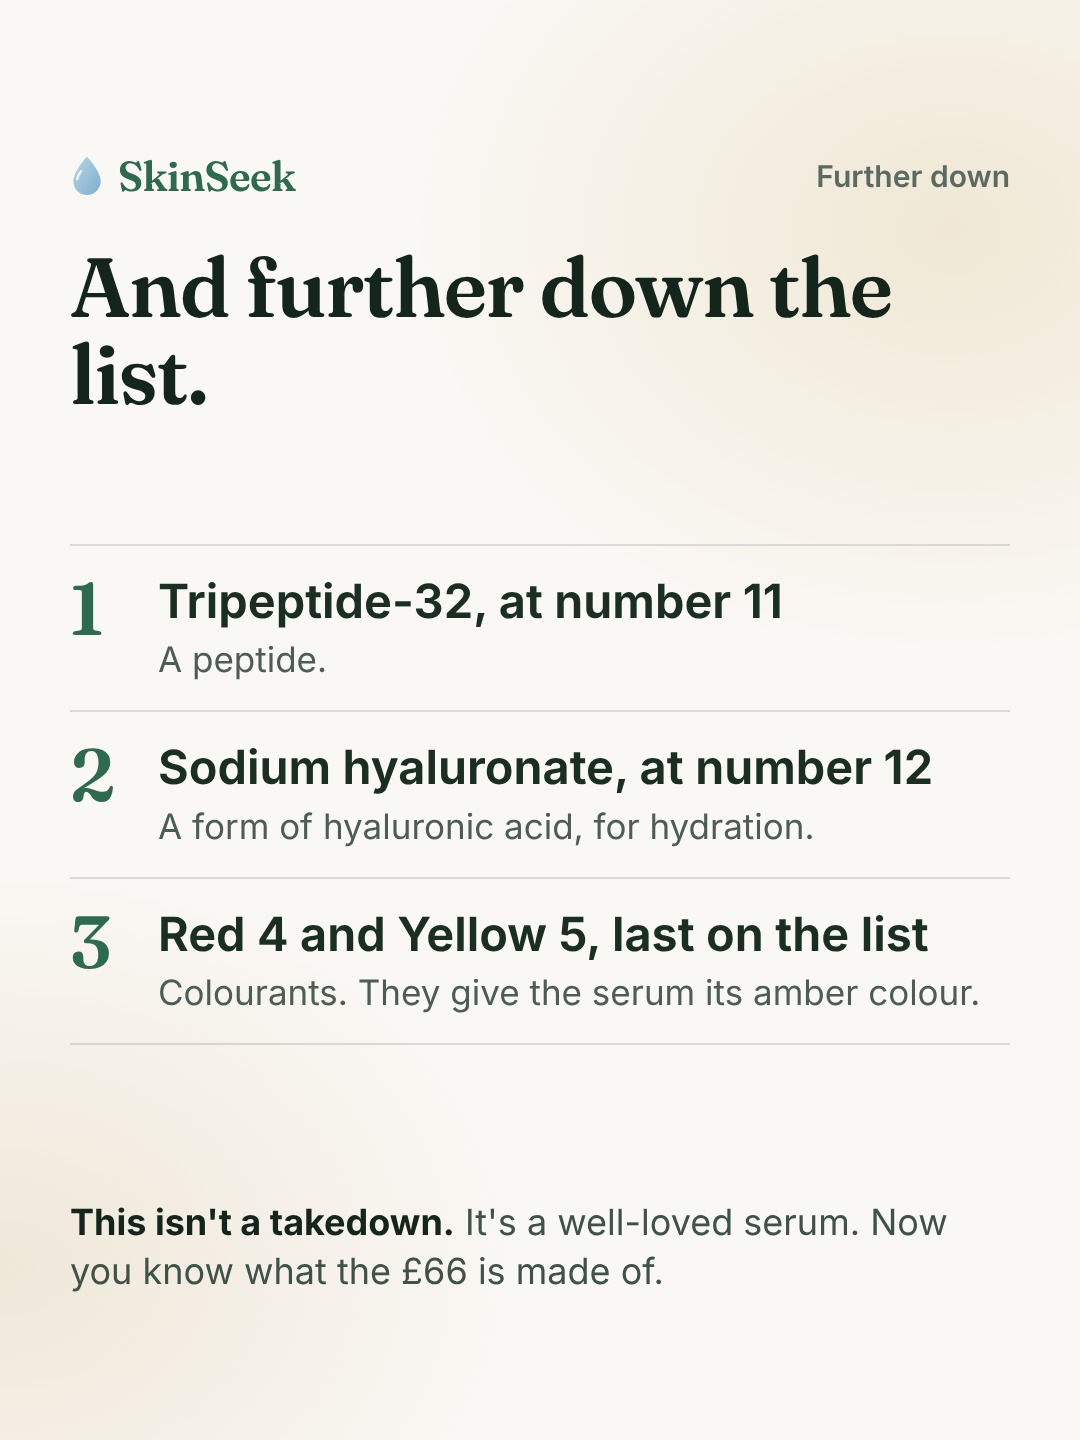 SkinSeek
Further down
And further down the
list.
1
Tripeptide-32, at number 11
A peptide.
2
Sodium hyaluronate, at number 12
A form of hyaluronic acid, for hydration.
3
Red 4 and Yellow 5, last on the list
Colourants. They give the serum its amber colour.
This isn't a takedown. It's a well-loved serum. Now
you know what the £66 is made of.